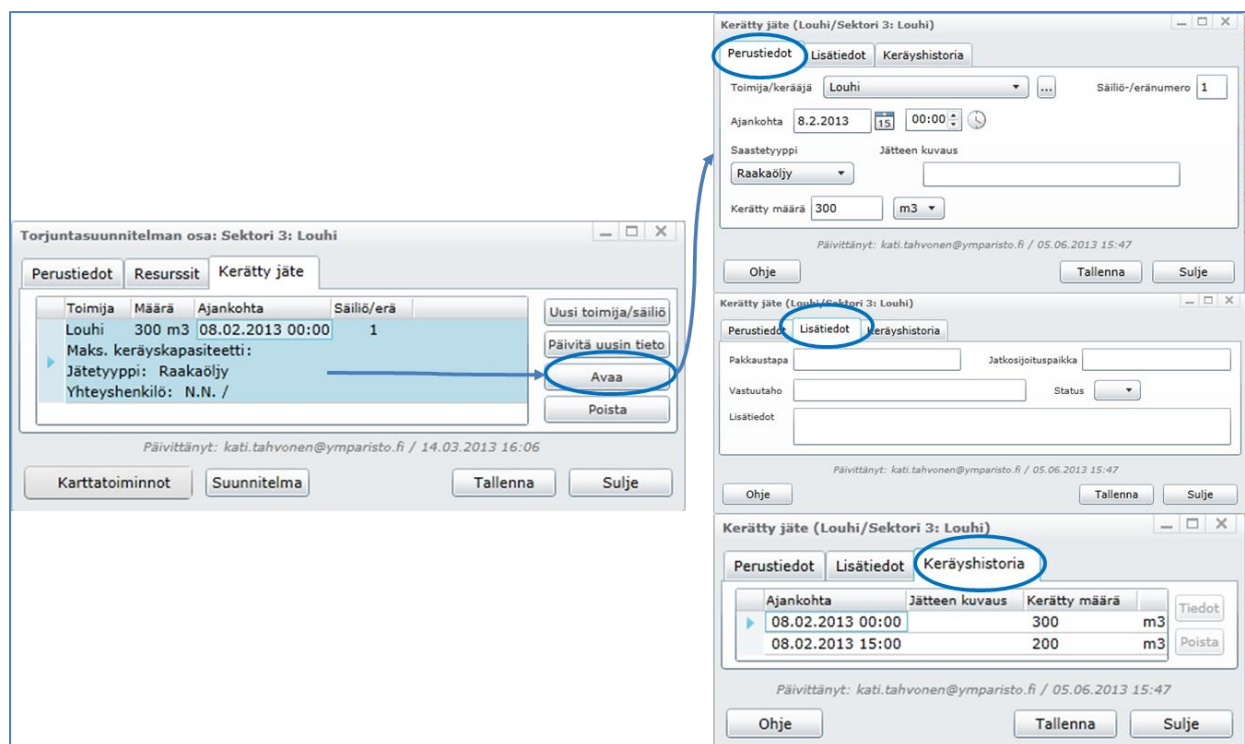 Torjuntasuunnitelman osa: Sektori 3: Louhi
Perustiedot Resurssit Kerätty jäte
Toimija Määrä Ajankohta Säiliö/erä
Louhi 300 m3 08.02.2013 00:00 1
Maks. keräyskapasiteetti:
Jätetyyppi: Raakaöljy
Yhteyshenkilö: N.N. /
Uusi toimija/säiliö
Päivitä uusin tieto
Avaa
Poista
Päivittänyt: kati.tahvonen@ymparisto.fi / 14.03.2013 16:06
Karttatoiminnot Suunnitelma Tallenna Sulje
Kerätty jäte (Louhi/Sektori 3: Louhi)
Perustiedot Lisätiedot Keräyshistoria
Toimija/kerääjä Louhi ... Säiliö-/eränumero 1
Ajankohta 8.2.2013 15 00:00
Saastetyyppi Jätteen kuvaus
Raakaöljy
Kerätty määrä 300 m3
Päivittänyt: kati.tahvonen@ymparisto.fi / 05.06.2013 15:47
Ohje Tallenna Sulje
Kerätty jäte (Louhi/Sektori 3: Louhi)
Perustiedot Lisätiedot Keräyshistoria
Pakkaustapa Jatkosijoituspaikka
Vastuutaho Status
Lisätiedot
Päivittänyt: kati.tahvonen@ymparisto.fi / 05.06.2013 15:47
Ohje Tallenna Sulje
Kerätty jäte (Louhi/Sektori 3: Louhi)
Perustiedot Lisätiedot Keräyshistoria
Ajankohta Jätteen kuvaus Kerätty määrä
08.02.2013 00:00 300 m3
08.02.2013 15:00 200 m3
Tiedot
Poista
Päivittänyt: kati.tahvonen@ymparisto.fi / 05.06.2013 15:47
Ohje Tallenna Sulje